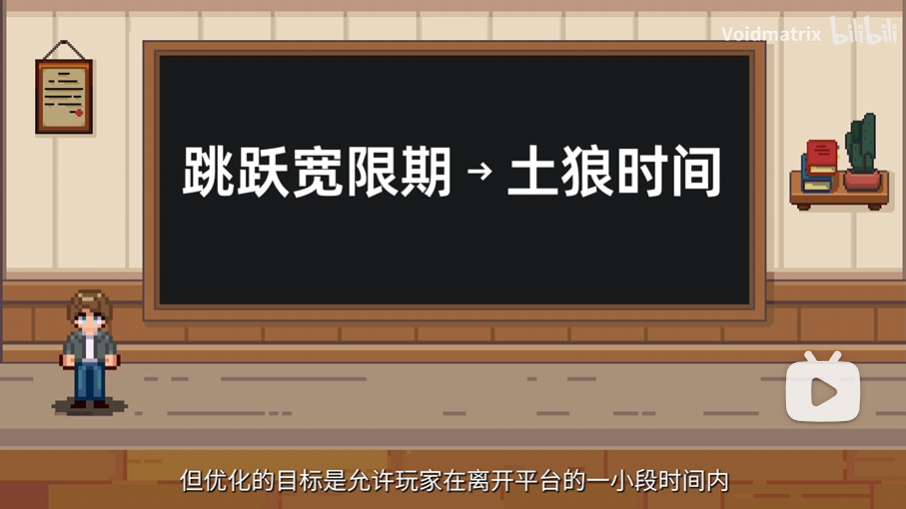 Voidmatrix bilibili
跳跃宽限期→土狼时间
但优化的目标是允许玩家在离开平台的一小段时间内